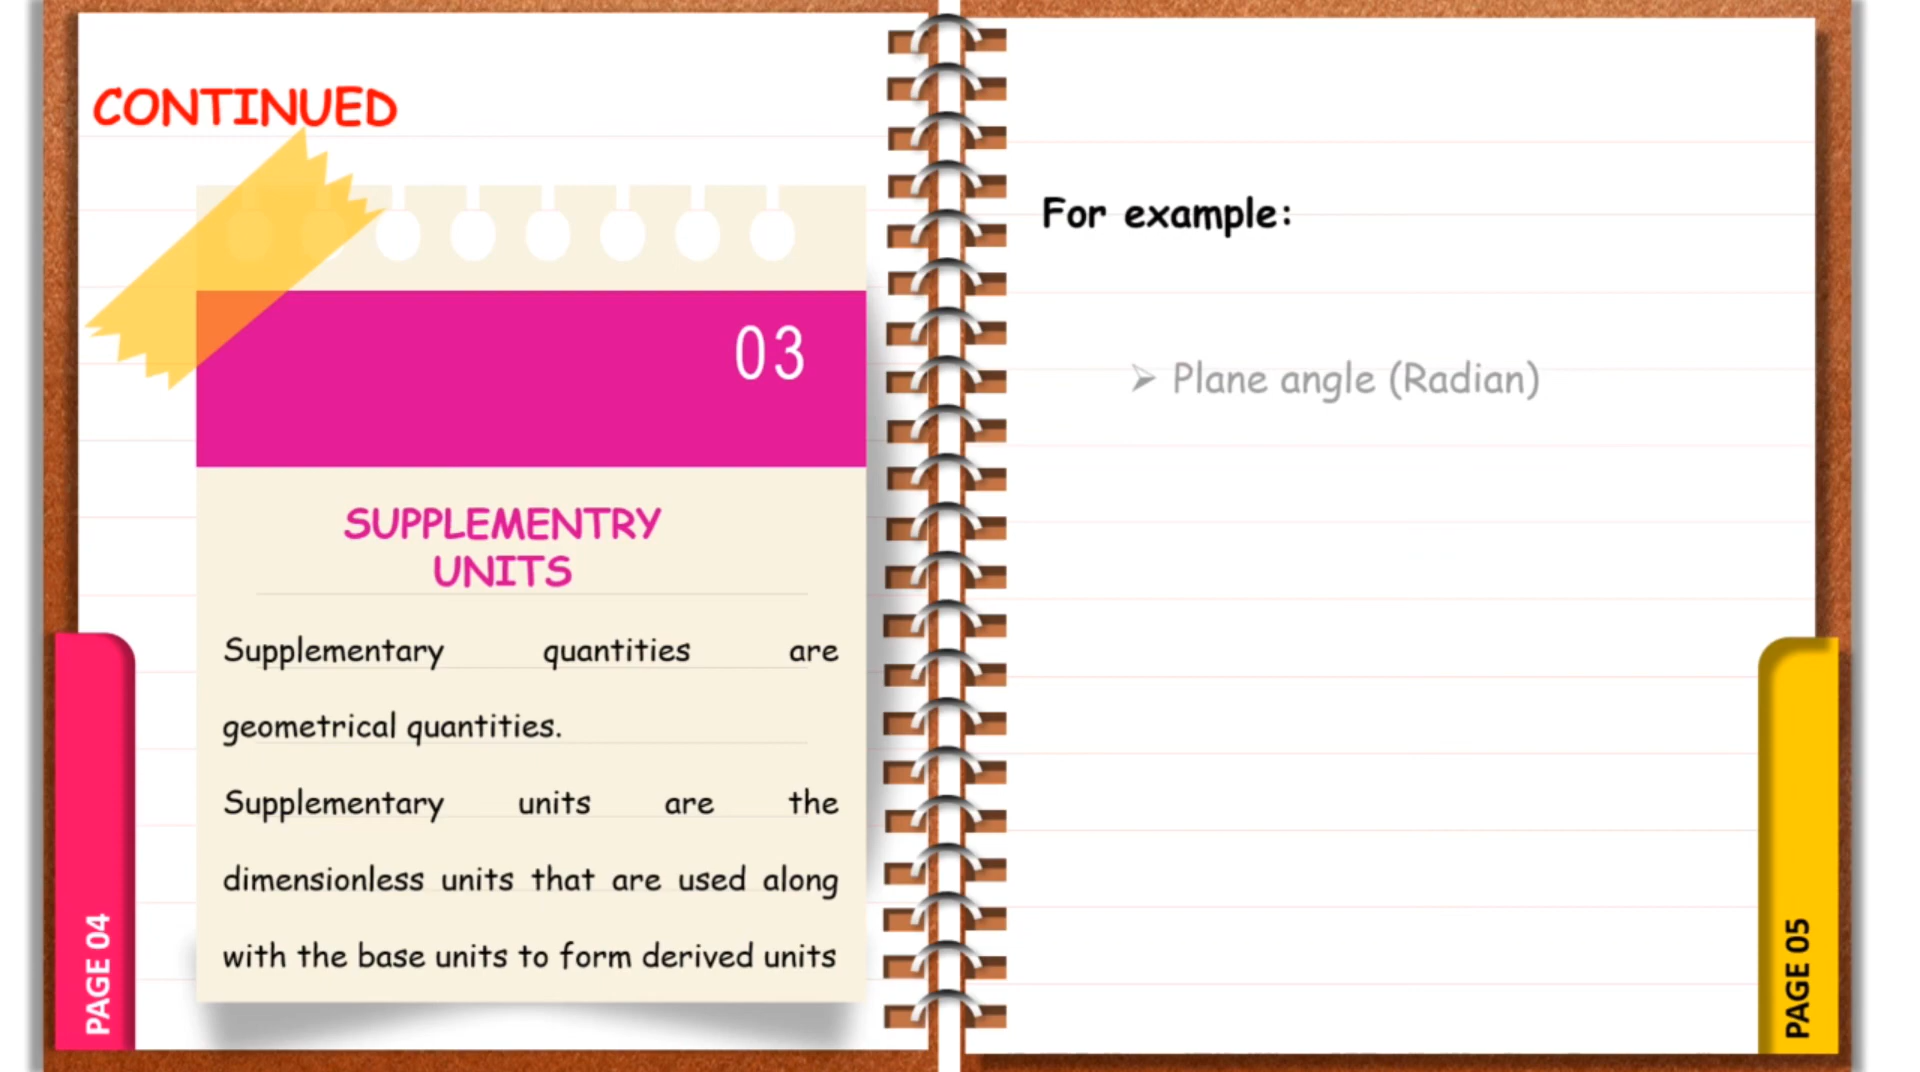 CONTINUED
03
SUPPLEMENTRY
UNITS
Supplementary quantities are
geometrical quantities.
Supplementary units are the
dimensionless units that are used along
with the base units to form derived units
PAGE 04
For example:
➢ Plane angle (Radian)
PAGE 05